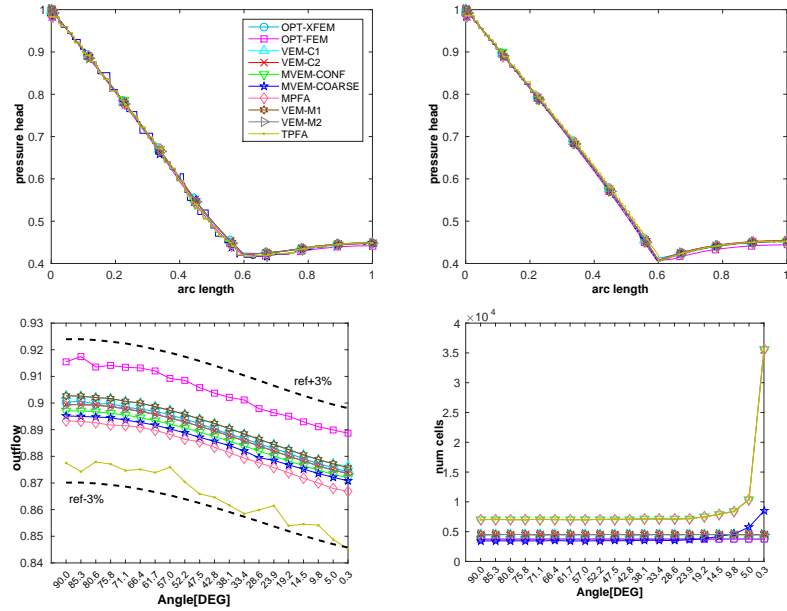 1
0.9
0.8
0.7
0.6
0.5
0.4
pressure head
0 0.2 0.4 0.6 0.8 1
arc length
OPT-XFEM
OPT-FEM
VEM-C1
VEM-C2
MVEM-CONF
MVEM-COARSE
MPFA
VEM-M1
VEM-M2
TPFA
1
0.9
0.8
0.7
0.6
0.5
0.4
pressure head
0 0.2 0.4 0.6 0.8 1
arc length
0.93
0.92
0.91
0.9
0.89
0.88
0.87
0.86
0.85
0.84
outflow
ref+3%
ref-3%
90.0 85.3 80.6 75.8 71.1 66.4 61.7 57.0 52.2 47.5 42.8 38.1 33.4 28.6 23.9 19.2 14.5 9.8 5.0 0.3
Angle[DEG]
4 ×10⁴
3.5
3
2.5
2
1.5
1
0.5
0
num cells
90.0 85.3 80.6 75.8 71.1 66.4 61.7 57.0 52.2 47.5 42.8 38.1 33.4 28.6 23.9 19.2 14.5 9.8 5.0 0.3
Angle[DEG]